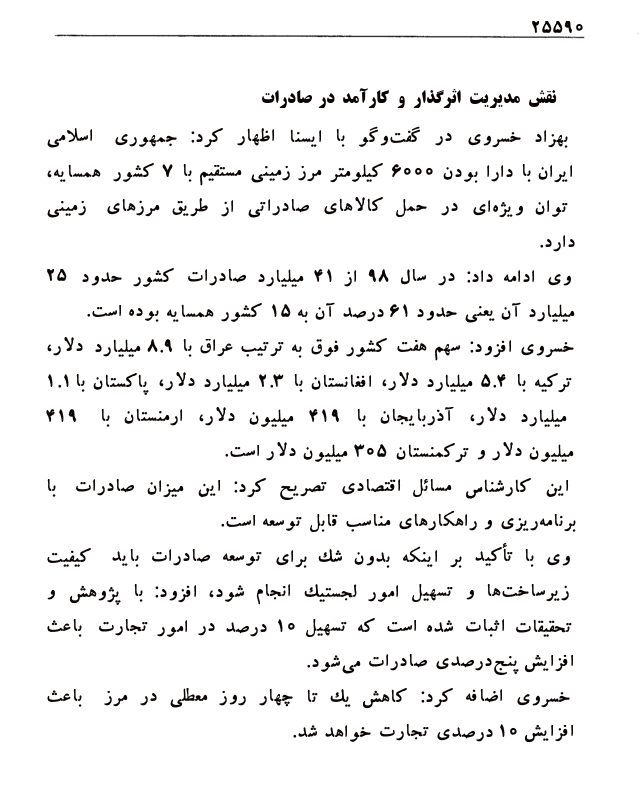 ۲۵۵۹۰
نقش مدیریت اثرگذار و کارآمد در صادرات
بهزاد خسروی در گفت‌وگو با ایسنا اظهار کرد: جمهوری اسلامی
ایران با دارا بودن ۶۰۰۰ کیلومتر مرز زمینی مستقیم با ۷ کشور همسایه،
توان ویژه‌ای در حمل کالاهای صادراتی از طریق مرزهای زمینی
دارد.
وی ادامه داد: در سال ۹۸ از ۴۱ میلیارد صادرات کشور حدود ۲۵
میلیارد آن یعنی حدود ۶۱ درصد آن به ۱۵ کشور همسایه بوده است.
خسروی افزود: سهم هفت کشور فوق به ترتیب عراق با ۸.۹ میلیارد دلار،
ترکیه با ۵.۴ میلیارد دلار، افغانستان با ۲.۳ میلیارد دلار، پاکستان با ۱.۱
میلیارد دلار، آذربایجان با ۴۱۹ میلیون دلار، ارمنستان با ۴۱۹
میلیون دلار و ترکمنستان ۳۰۵ میلیون دلار است.
این کارشناس مسائل اقتصادی تصریح کرد: این میزان صادرات با
برنامه‌ریزی و راهکارهای مناسب قابل توسعه است.
وی با تأکید بر اینکه بدون شك برای توسعه صادرات باید کیفیت
زیرساخت‌ها و تسهیل امور لجستیك انجام شود، افزود: با پژوهش و
تحقیقات اثبات شده است که تسهیل ۱۰ درصد در امور تجارت باعث
افزایش پنج‌درصدی صادرات می‌شود.
خسروی اضافه کرد: کاهش یك تا چهار روز معطلی در مرز باعث
افزایش ۱۰ درصدی تجارت خواهد شد.